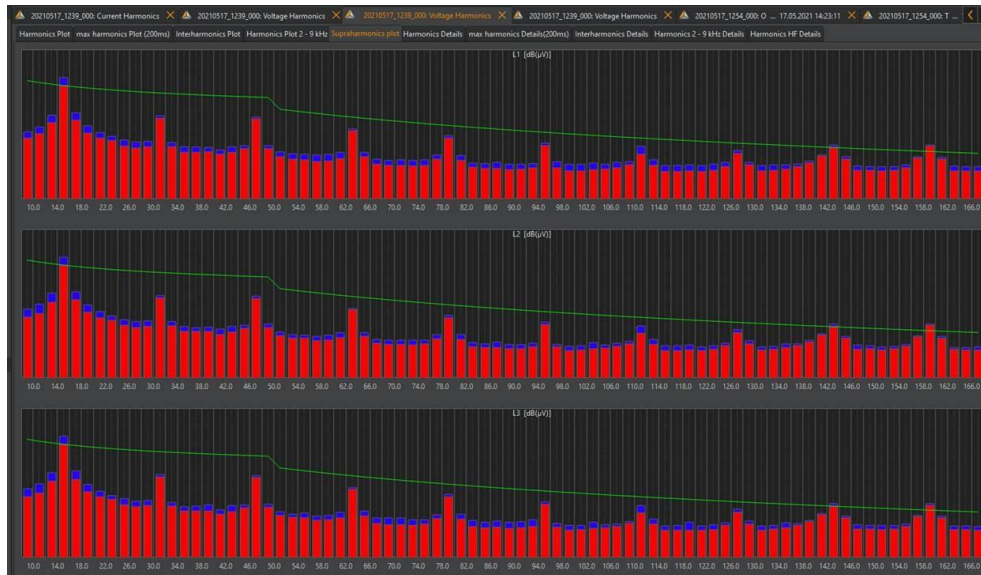 20210517_1239_000: Current Harmonics 20210517_1239_000: Voltage Harmonics 20210517_1239_000: Voltage Harmonics 20210517_1239_000: Voltage Harmonics 20210517_1254_000: O ... 17.05.2021 14:23:11 20210517_1254_000: T ...
Harmonics Plot max harmonics Plot (200ms) Interharmonics Plot Harmonics Plot 2 - 9 kHz Supraharmonics plot Harmonics Details max harmonics Details(200ms) Interharmonics Details Harmonics 2 - 9 kHz Details Harmonics HF Details
L1 [dB(µV)]
10.0 14.0 18.0 22.0 26.0 30.0 34.0 38.0 42.0 46.0 50.0 54.0 58.0 62.0 66.0 70.0 74.0 78.0 82.0 86.0 90.0 94.0 98.0 102.0 106.0 110.0 114.0 118.0 122.0 126.0 130.0 134.0 138.0 142.0 146.0 150.0 154.0 158.0 162.0 166.0
L2 [dB(µV)]
10.0 14.0 18.0 22.0 26.0 30.0 34.0 38.0 42.0 46.0 50.0 54.0 58.0 62.0 66.0 70.0 74.0 78.0 82.0 86.0 90.0 94.0 98.0 102.0 106.0 110.0 114.0 118.0 122.0 126.0 130.0 134.0 138.0 142.0 146.0 150.0 154.0 158.0 162.0 166.0
L3 [dB(µV)]
10.0 14.0 18.0 22.0 26.0 30.0 34.0 38.0 42.0 46.0 50.0 54.0 58.0 62.0 66.0 70.0 74.0 78.0 82.0 86.0 90.0 94.0 98.0 102.0 106.0 110.0 114.0 118.0 122.0 126.0 130.0 134.0 138.0 142.0 146.0 150.0 154.0 158.0 162.0 166.0